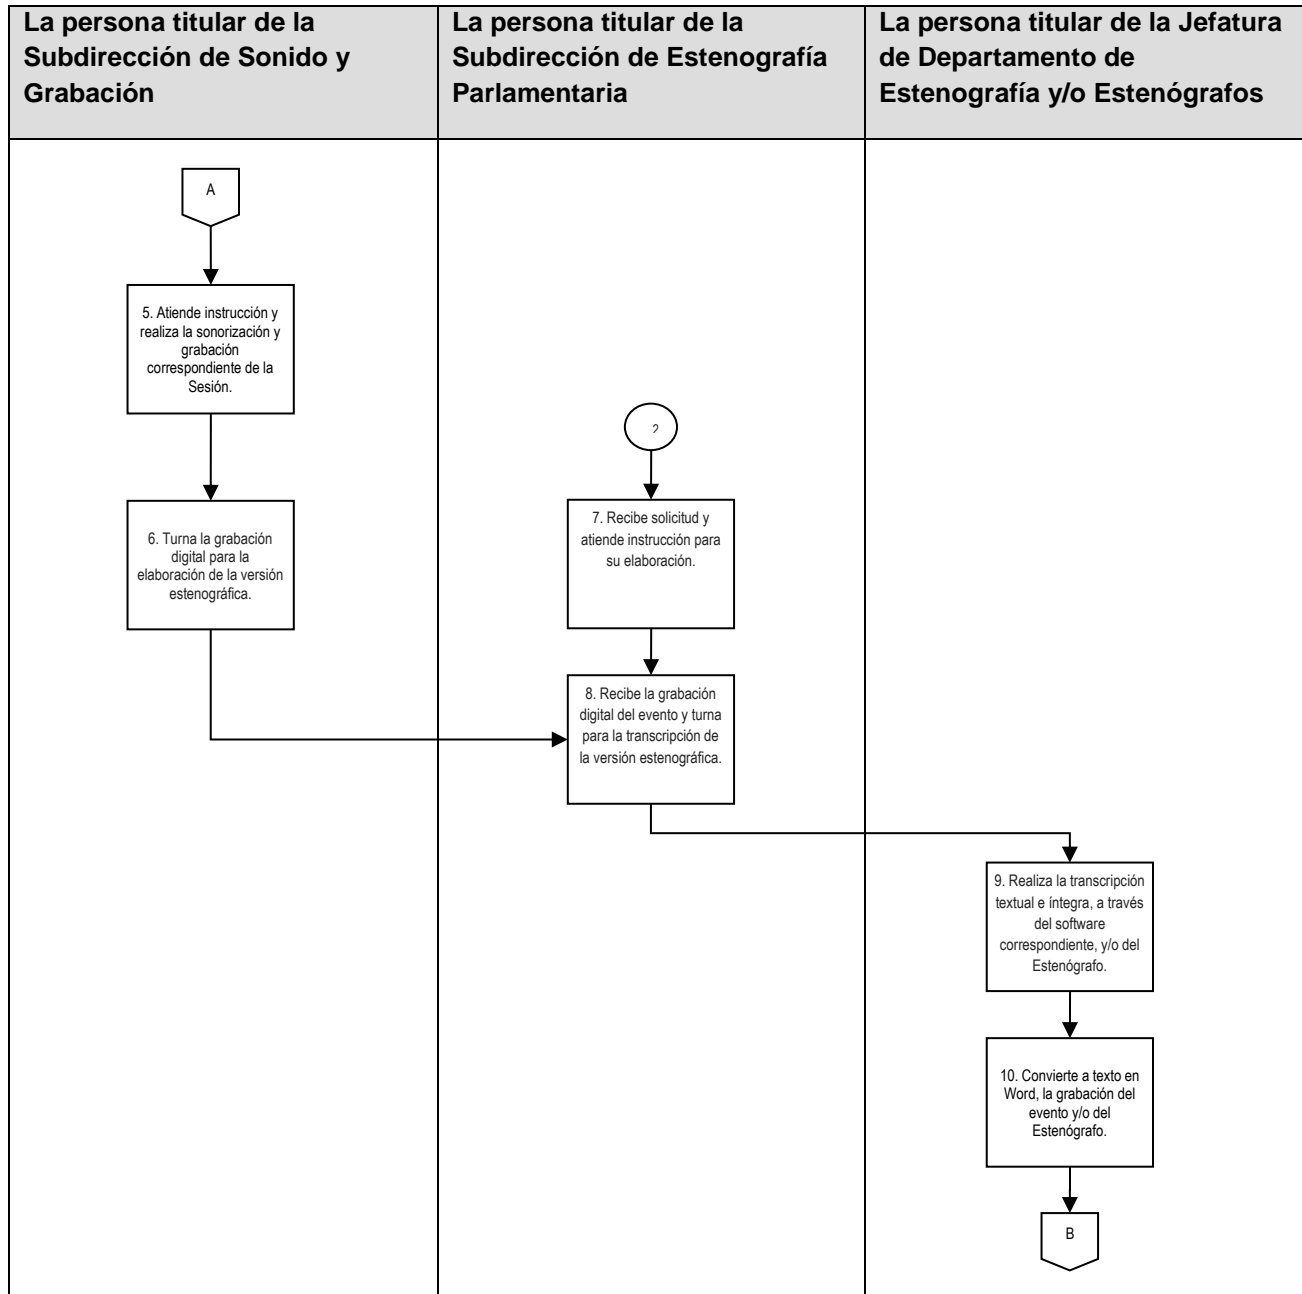 La persona titular de la
Subdirección de Sonido y
Grabación
La persona titular de la
Subdirección de Estenografía
Parlamentaria
La persona titular de la Jefatura
de Departamento de
Estenografía y/o Estenógrafos
A
5. Atiende instrucción y
realiza la sonorización y
grabación
correspondiente de la
Sesión.
6. Turna la grabación
digital para la
elaboración de la versión
estenográfica.
2
7. Recibe solicitud y
atiende instrucción para
su elaboración.
8. Recibe la grabación
digital del evento y turna
para la transcripción de
la versión estenográfica.
9. Realiza la transcripción
textual e íntegra, a través
del software
correspondiente, y/o del
Estenógrafo.
10. Convierte a texto en
Word, la grabación del
evento y/o del
Estenógrafo.
B